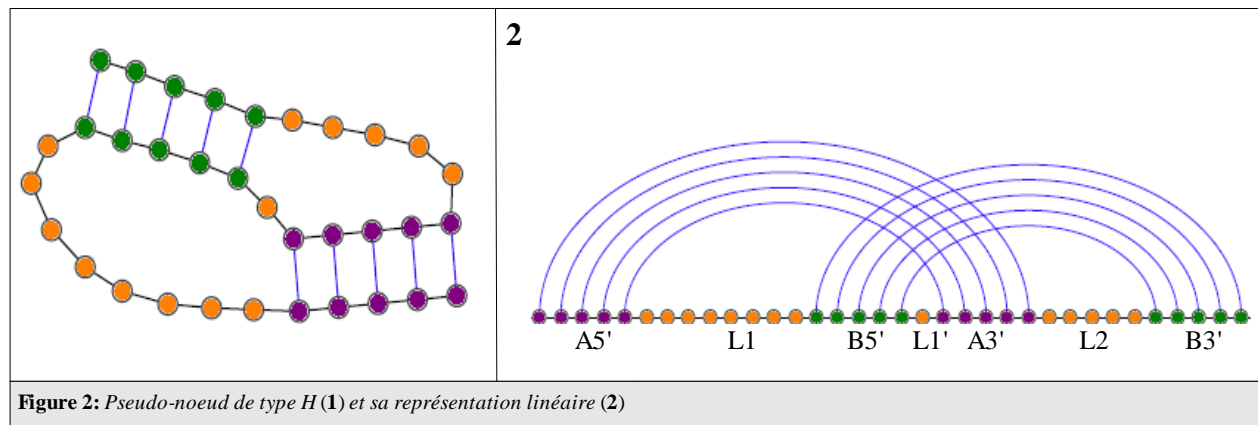 2
A5' L1 B5' L1' A3' L2 B3'
Figure 2: Pseudo-noeud de type H (1) et sa représentation linéaire (2)